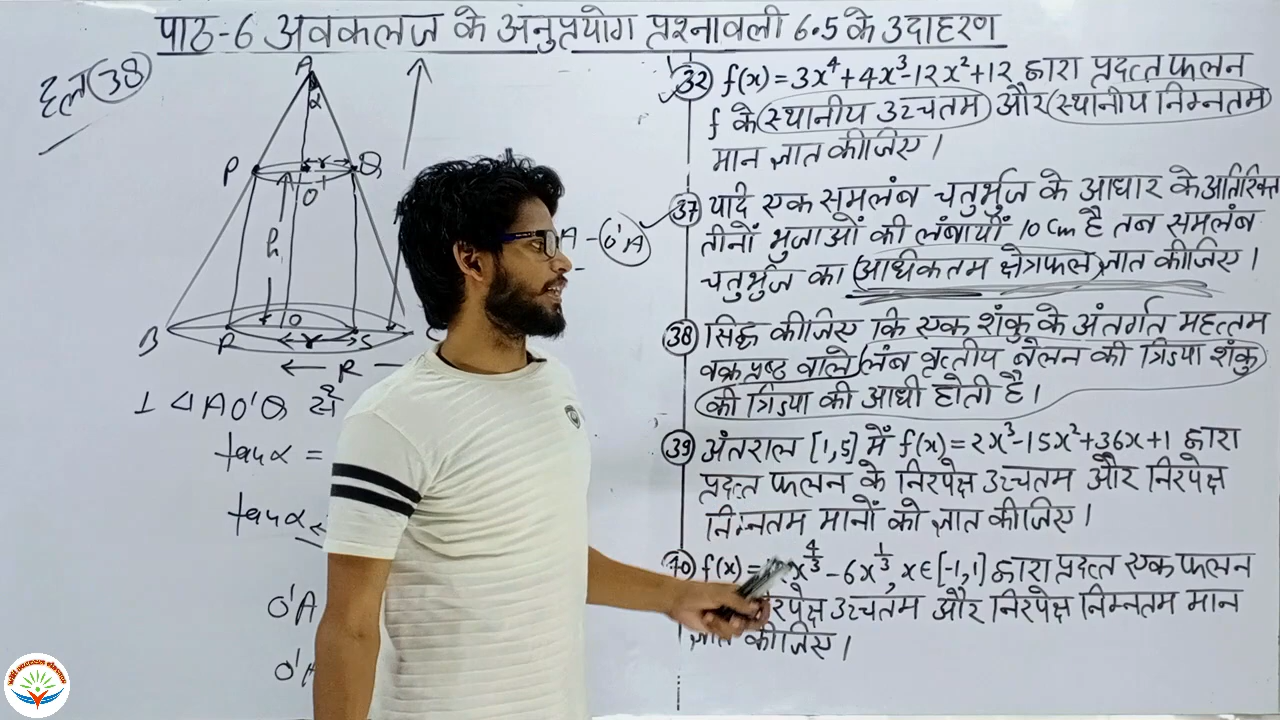 पाठ-6 अवकलज के अनुप्रयोग प्रश्नावली 6.5 के उदाहरण
हल (38)
A
α
P
r
Q
O'
h
B
R
O
r
S
R
A - O'A
⊥ ΔAO'Q से
tanα =
tanα
O'A
32 f(x) = 3x⁴+4x³-12x²+12 द्वारा प्रदत्त फलन
f के स्थानीय उच्चतम और स्थानीय निम्नतम
मान ज्ञात कीजिए।
37 यदि एक समलंब चतुर्भुज के आधार के अतिरिक्त
तीनों भुजाओं की लंबायाँ 10 cm है तब समलंब
चतुर्भुज का (अधिकतम क्षेत्रफल) ज्ञात कीजिए।
38 सिद्ध कीजिए कि एक शंकु के अंतर्गत महत्तम
वक्रपृष्ठ वाले लंब वृत्तीय बेलन की त्रिज्या शंकु
की त्रिज्या की आधी होती है।
39 अंतराल [1,5] में f(x) = 2x³-15x²+36x+1 द्वारा
प्रदत्त फलन के निरपेक्ष उच्चतम और निरपेक्ष
निम्नतम मानों को ज्ञात कीजिए।
f(x) = x^{4/3} - 6x^{1/3}, x∈[-1,1] द्वारा प्रदत्त एक फलन
उच्चतम और निरपेक्ष निम्नतम मान
ज्ञात कीजिए।